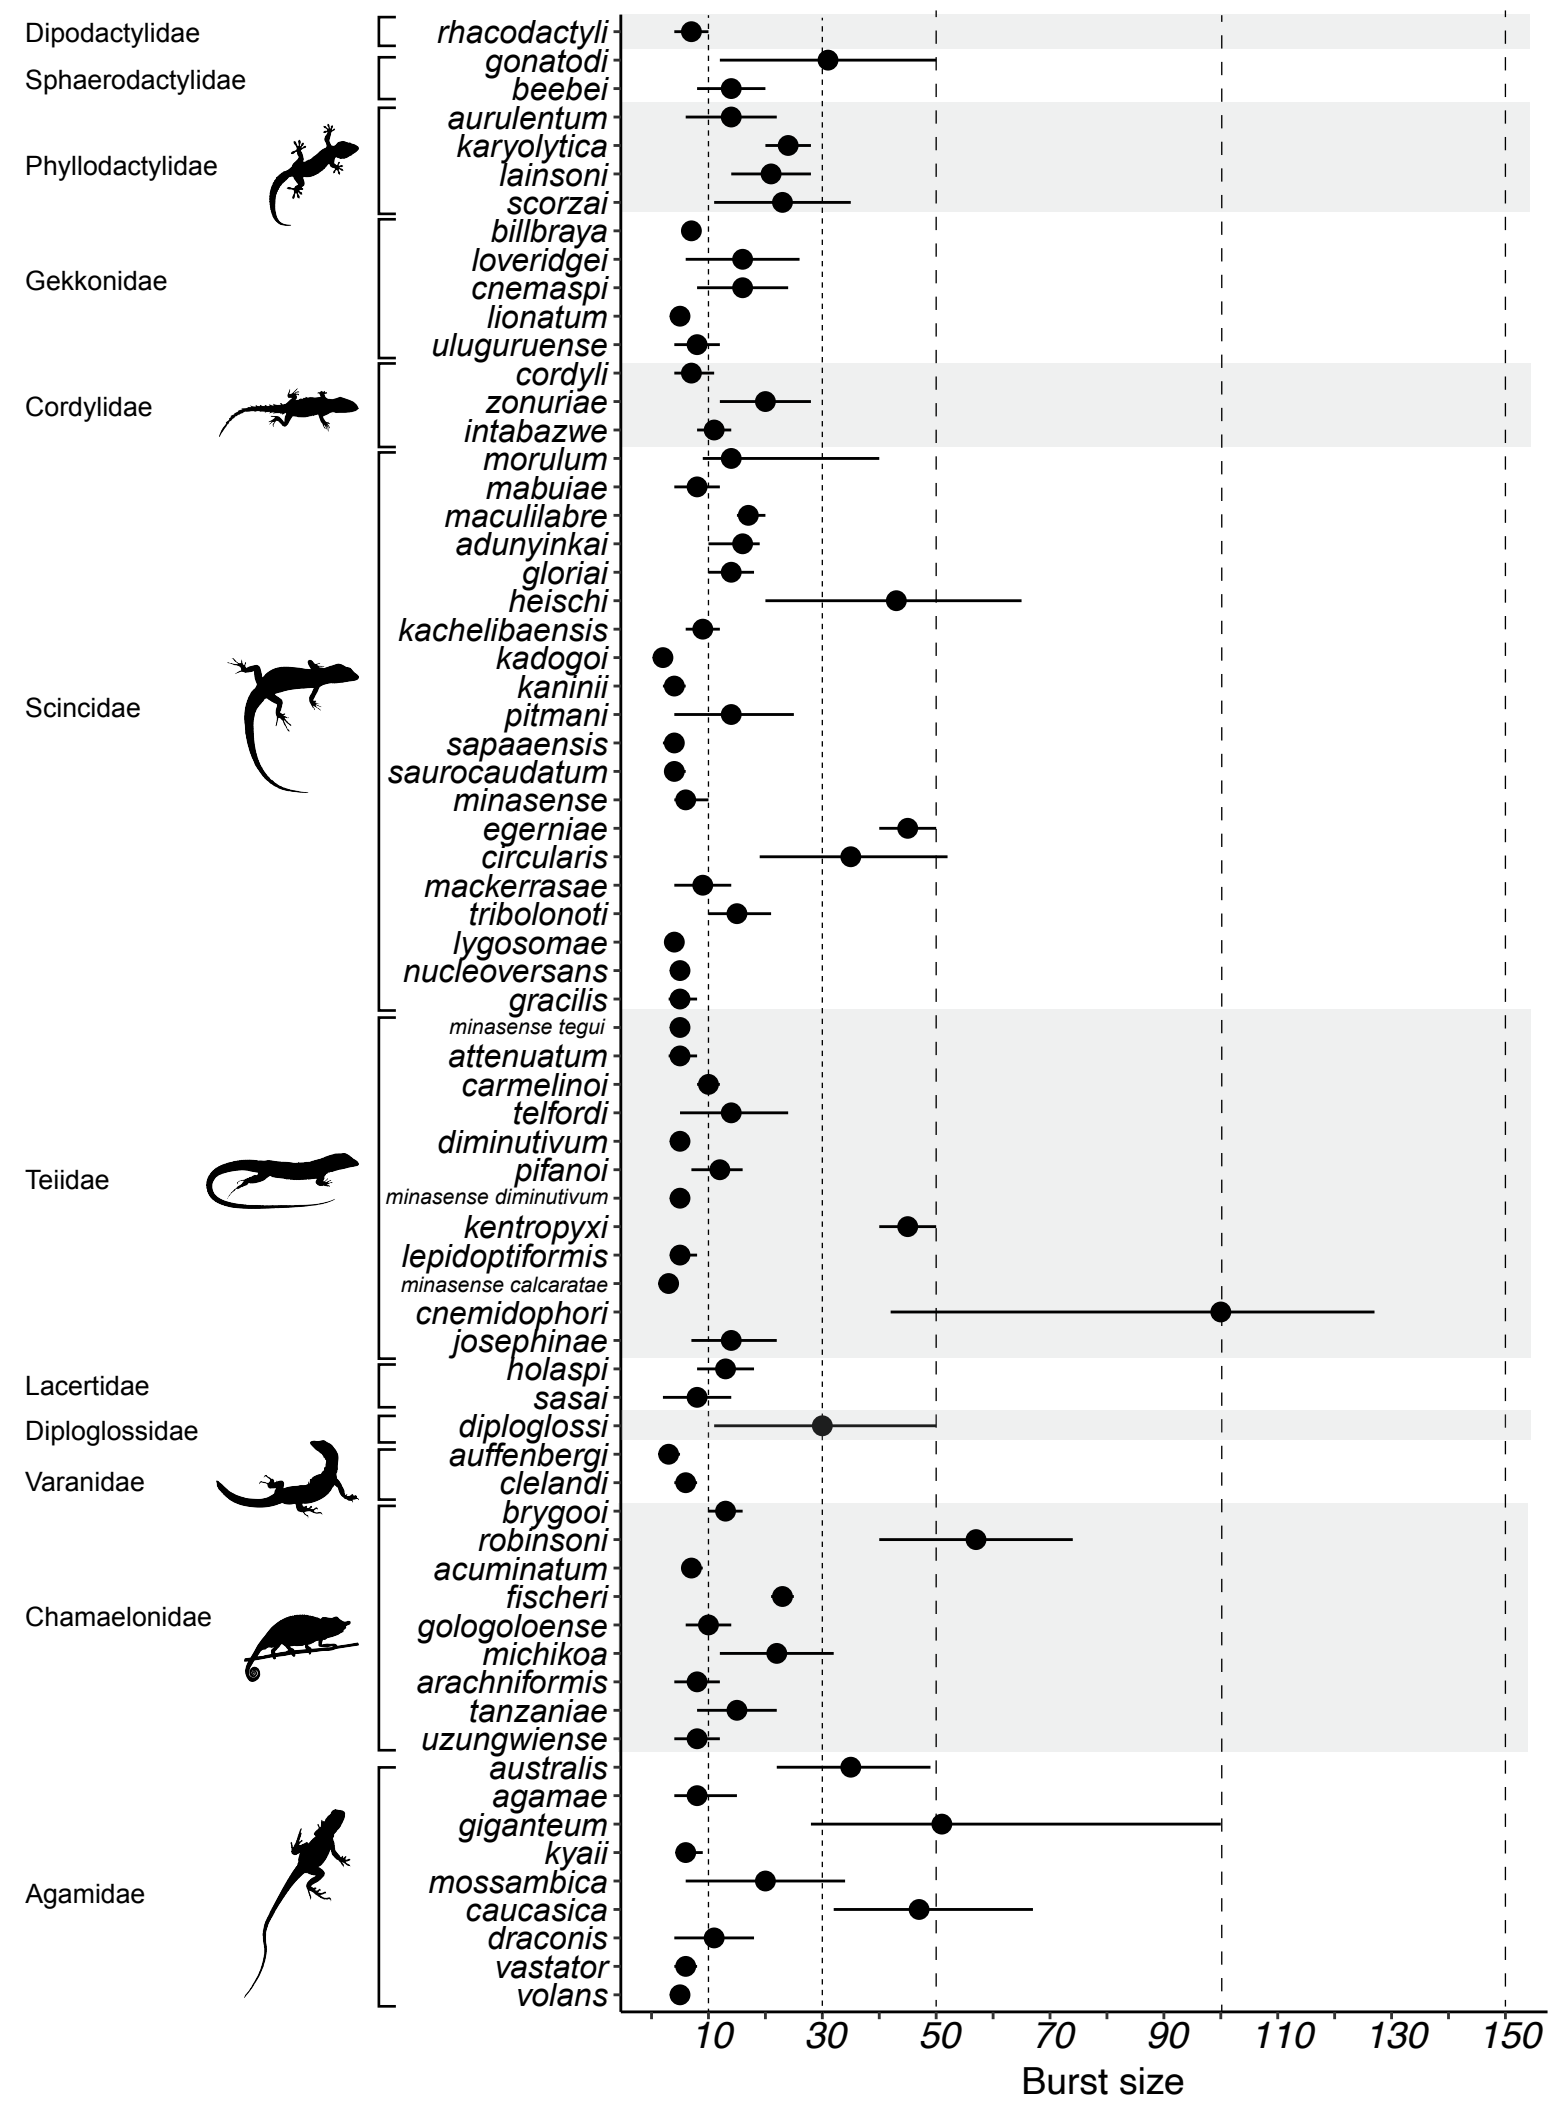 Dipodactylidae
rhacodactyli
Sphaerodactylidae
gonatodi
beebei
Phyllodactylidae
aurulentum
karyolytica
lainsoni
scorzai
Gekkonidae
billbraya
loveridgei
cnemaspi
lionatum
uluguruense
Cordylidae
cordyli
zonuriae
intabazwe
Scincidae
morulum
mabuiae
maculilabre
adunyinkai
gloriai
heischi
kachelibaensis
kadogoi
kaninii
pitmani
sapaaensis
saurocaudatum
minasense
egerniae
circularis
mackerrasae
tribolonoti
lygosomae
nucleoversans
gracilis
Teiidae
minasense tegui
attenuatum
carmelinoi
telfordi
diminutivum
pifanoi
minasense diminutivum
kentropyxi
lepidoptiformis
minasense calcaratae
cnemidophori
josephinae
Lacertidae
holaspi
sasai
Diploglossidae
diploglossi
Varanidae
auffenbergi
clelandi
Chamaelonidae
brygooi
robinsoni
acuminatum
fischeri
gologoloense
michikoa
arachniformis
tanzaniae
uzungwiense
Agamidae
australis
agamae
giganteum
kyaii
mossambica
caucasica
draconis
vastator
volans
10 30 50 70 90 110 130 150
Burst size